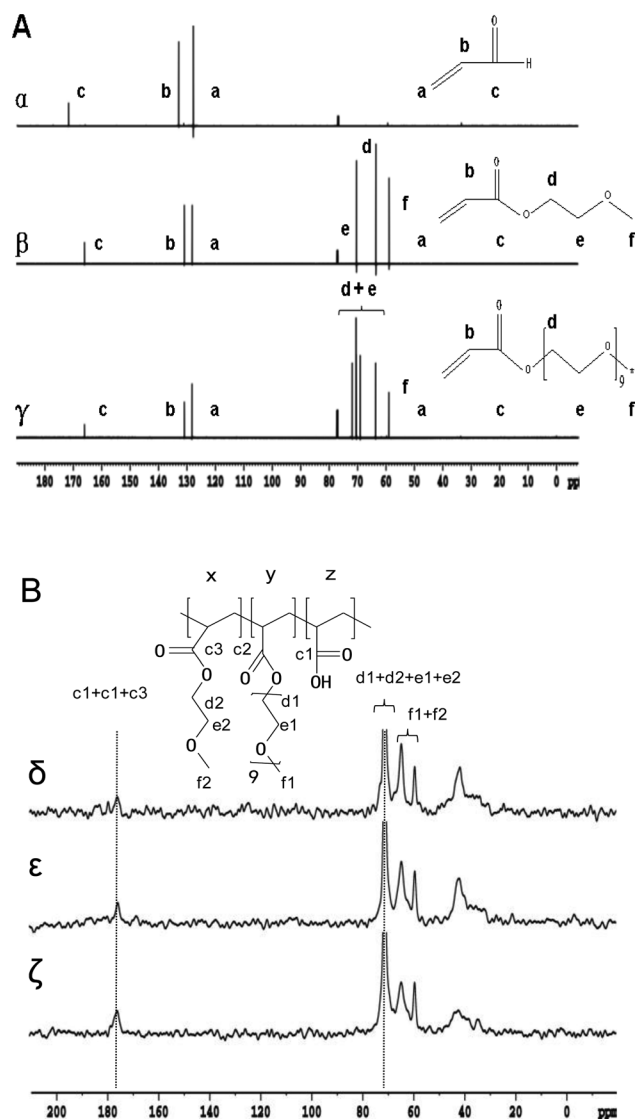 A
b
O
H
α
c
b
a
a
c
d
b
O
d
O
O
β
c
b
a
e
f
a
c
e
f
d + e
b
O
d
O
O
9
γ
c
b
a
f
a
c
e
f
180 170 160 150 140 130 120 110 100 90 80 70 60 50 40 30 20 10 0 pp
B
x y z
c3 c2 c1
O O O O OH O
d2 d1
e2 e1
O O
f2 9 f1
c1+c1+c3
d1+d2+e1+e2
f1+f2
δ
ε
ζ
200 180 160 140 120 100 80 60 40 20 0 ppm